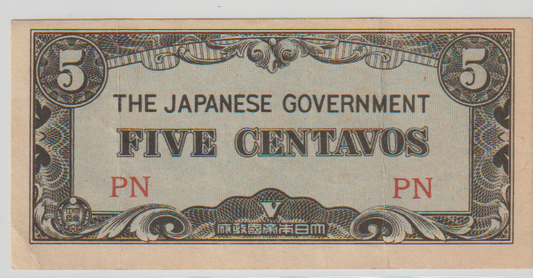 5 5
THE JAPANESE GOVERNMENT
FIVE CENTAVOS
PN PN
V
府政國帝本日大